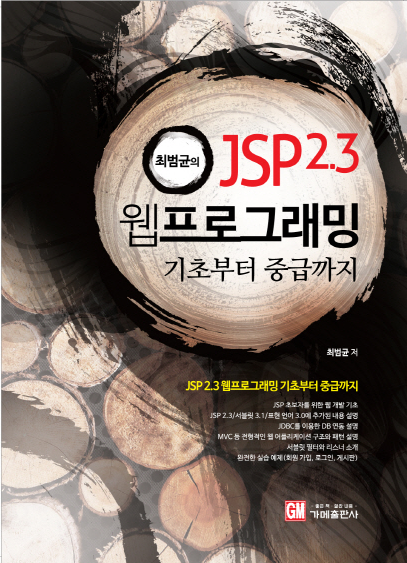 최범균의
JSP 2.3
웹프로그래밍
기초부터 중급까지
최범균 저
JSP 2.3 웹프로그래밍 기초부터 중급까지
JSP 초보자를 위한 웹 개발 기초
JSP 2.3/서블릿 3.1/표현 언어 3.0에 추가된 내용 설명
JDBC를 이용한 DB 연동 설명
MVC 등 전형적인 웹 어플리케이션 구조와 패턴 설명
서블릿 필터와 리스너 소개
완전한 실습 예제(회원 가입, 로그인, 게시판)
GM
가메출판사